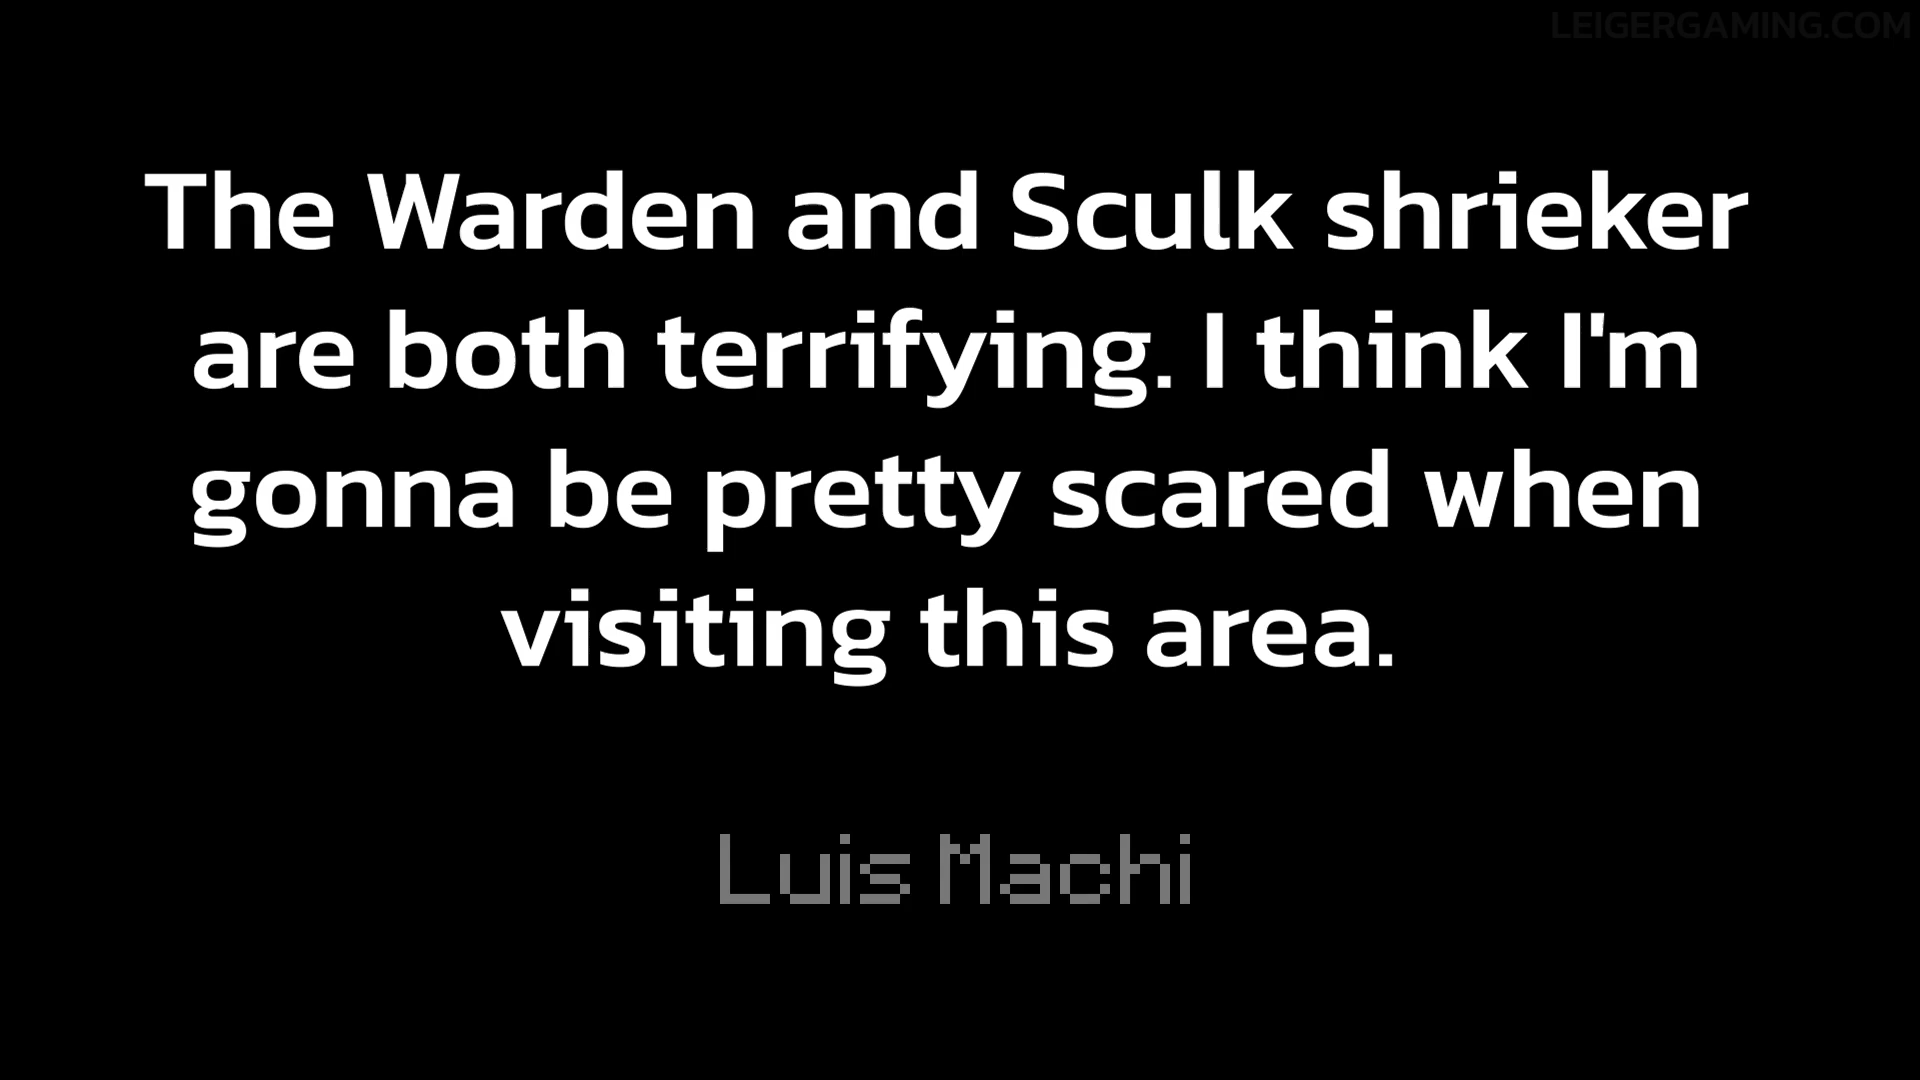 LEIGERGAMING.COM
The Warden and Sculk shrieker
are both terrifying. I think I'm
gonna be pretty scared when
visiting this area.
Luis Machi